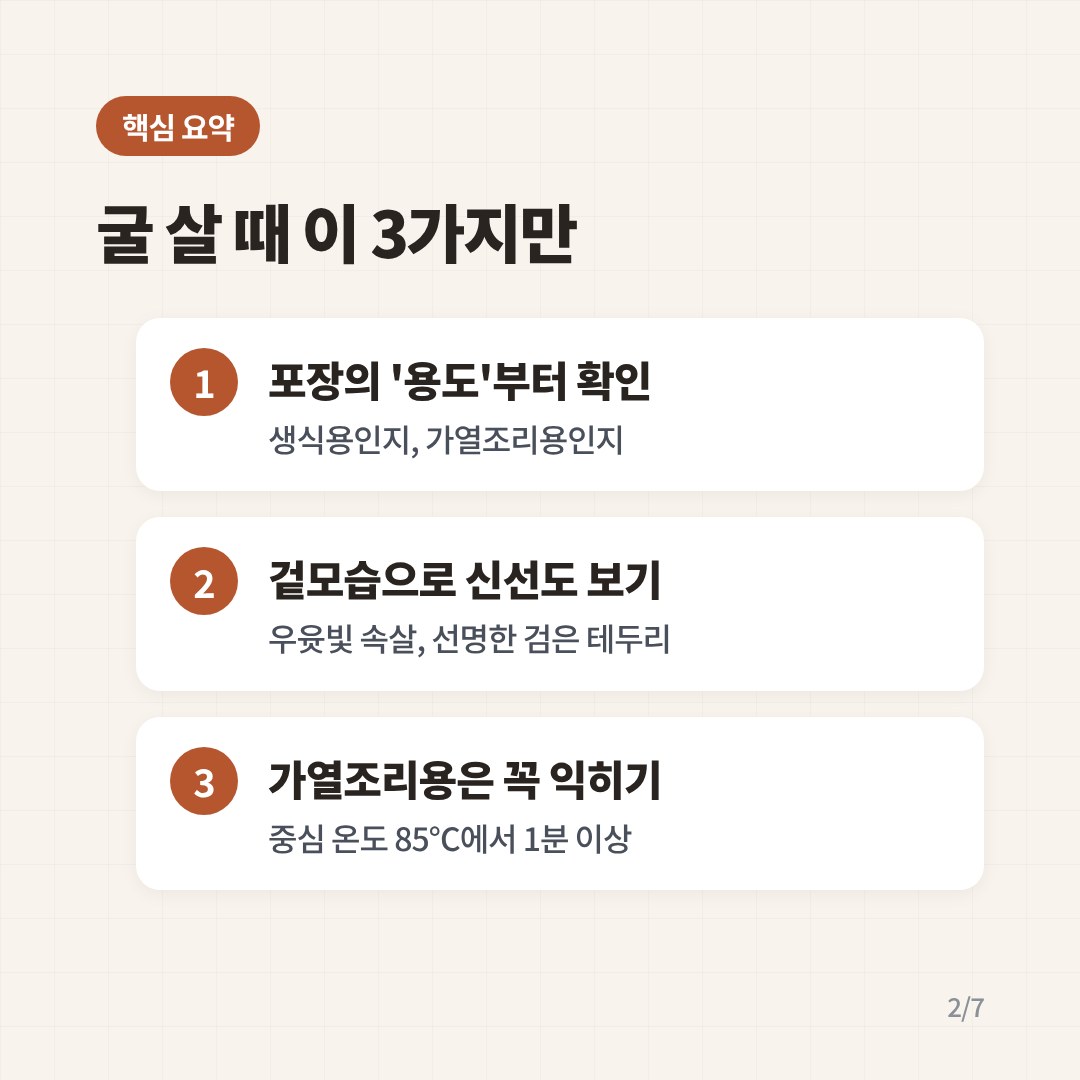 핵심 요약
굴 살 때 이 3가지만
1
포장의 '용도'부터 확인
생식용인지, 가열조리용인지
2
겉모습으로 신선도 보기
우윳빛 속살, 선명한 검은 테두리
3
가열조리용은 꼭 익히기
중심 온도 85°C에서 1분 이상
2/7